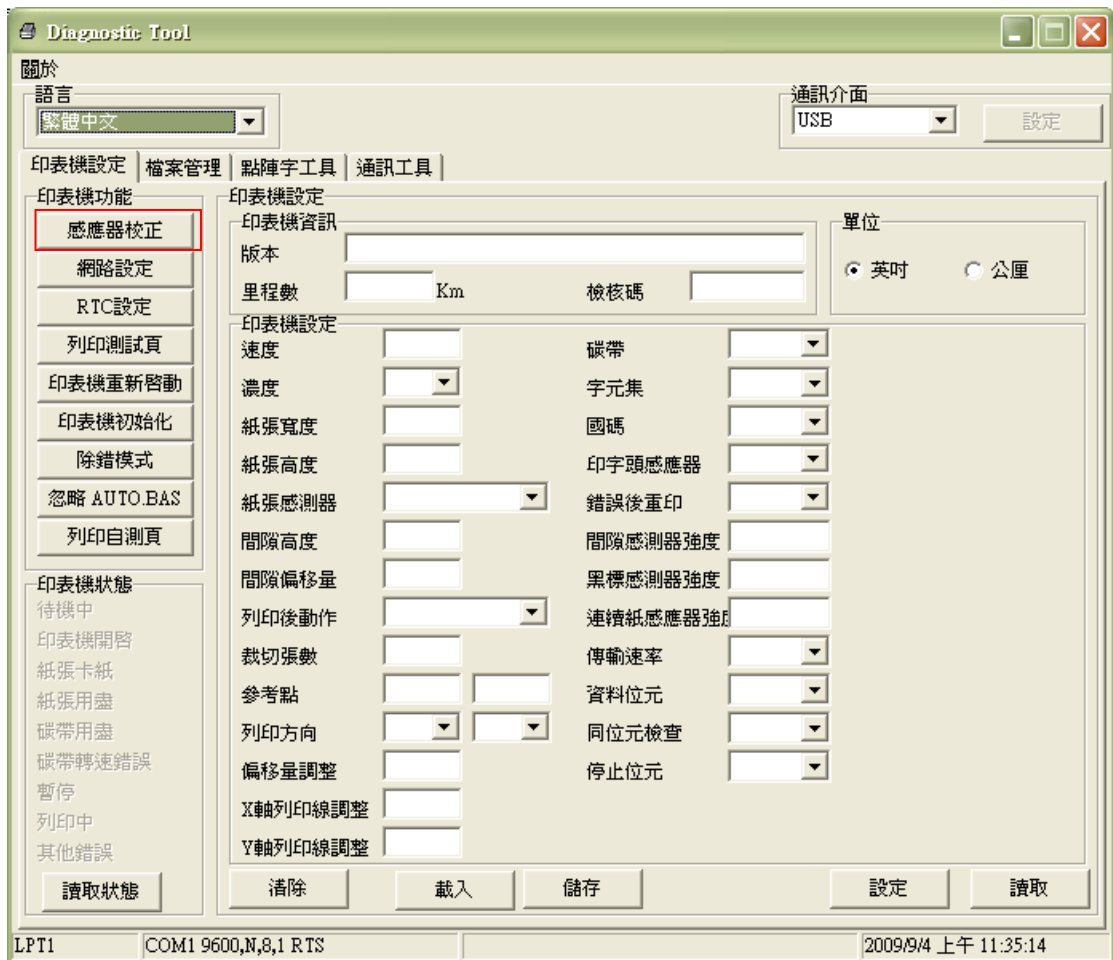 Diagnostic Tool
關於
語言
繁體中文
通訊介面
USB
設定
印表機設定 檔案管理 點陣字工具 通訊工具
印表機功能
感應器校正
網路設定
RTC設定
列印測試頁
印表機重新啓動
印表機初始化
除錯模式
忽略 AUTO.BAS
列印自測頁
印表機狀態
待機中
印表機開啓
紙張卡紙
紙張用盡
碳帶用盡
碳帶轉速錯誤
暫停
列印中
其他錯誤
讀取狀態
印表機設定
印表機資訊
版本
里程數 Km 檢核碼
單位
英吋 公厘
印表機設定
速度 碳帶
濃度 字元集
紙張寬度 國碼
紙張高度 印字頭感應器
紙張感測器 錯誤後重印
間隙高度 間隙感測器強度
間隙偏移量 黑標感測器強度
列印後動作 連續紙感應器強
裁切張數 傳輸速率
參考點 資料位元
列印方向 同位元檢查
偏移量調整 停止位元
X軸列印線調整
Y軸列印線調整
清除 載入 儲存 設定 讀取
LPT1 COM1 9600,N,8,1 RTS 2009/9/4 上午 11:35:14